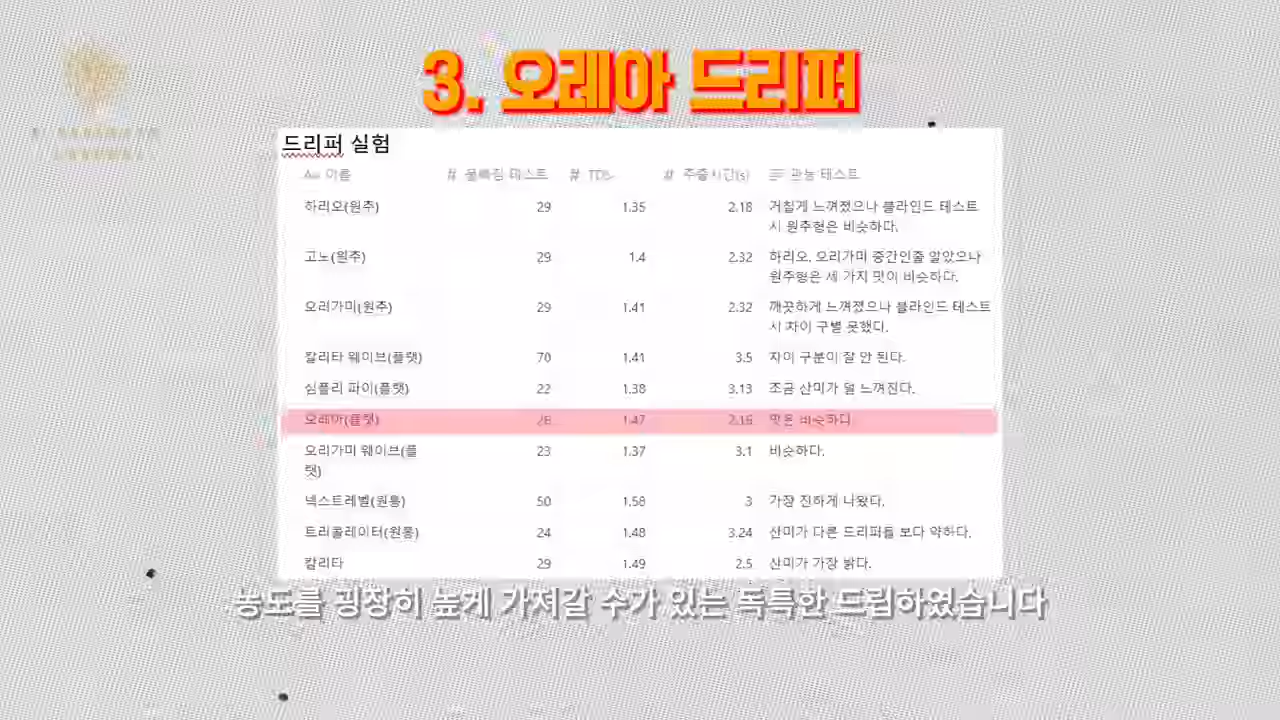 3. 오레아 드리퍼
드리퍼 실험
Aa 이름 # 물빠짐 테스트 # TDS # 추출시간(s) 관능 테스트
하리오(원추) 29 1.35 2.18 거칠게 느껴졌으나 블라인드 테스트
시 원추형은 비슷하다.
고노(원추) 29 1.4 2.32 하리오, 오리가미 중간인줄 알았으나
원추형은 세 가지 맛이 비슷하다.
오러가미(원추) 29 1.41 2.32 깨끗하게 느껴졌으나 블라인드 테스트
시 차이 구별 못했다.
칼리타 웨이브(플랫) 70 1.41 3.5 차이 구분이 잘 안 된다.
심플리 파이(플랫) 22 1.38 3.13 조금 산미가 덜 느껴진다.
오레아(플랫) 26 1.47 2.16 맛은 비슷하다
오리가미 웨이브(플
랫) 23 1.37 3.1 비슷하다.
넥스트레벨(원통) 50 1.58 3 가장 진하게 나왔다.
트리콜레이터(원통) 24 1.48 3.24 산미가 다른 드리퍼들 보다 약하다.
칼리타 29 1.49 2.5 산미가 가장 밝다.
농도를 굉장히 높게 가져갈 수가 있는 독특한 드립하였습니다